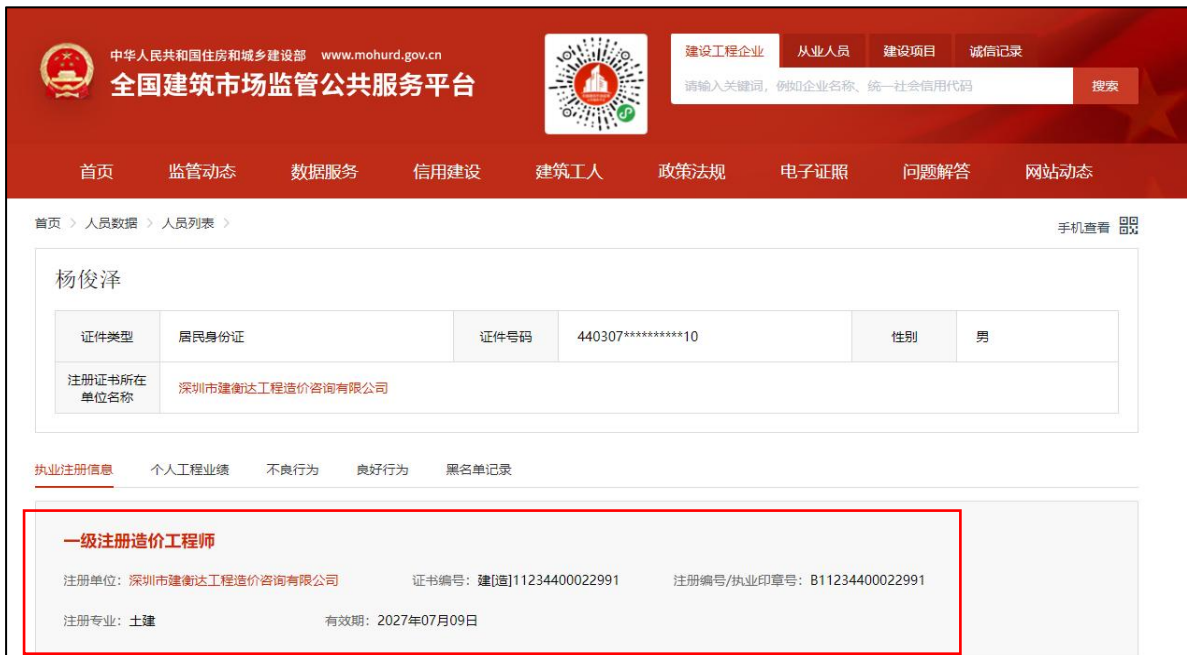 中华人民共和国住房和城乡建设部 www.mohurd.gov.cn
全国建筑市场监管公共服务平台
建设工程企业 从业人员 建设项目 诚信记录
请输入关键词，例如企业名称、统一社会信用代码 搜索
首页 监管动态 数据服务 信用建设 建筑工人 政策法规 电子证照 问题解答 网站动态
首页 > 人员数据 > 人员列表 >
手机查看
杨俊泽
证件类型 居民身份证 证件号码 440307**********10 性别 男
注册证书所在
单位名称
深圳市建衡达工程造价咨询有限公司
执业注册信息 个人工程业绩 不良行为 良好行为 黑名单记录
一级注册造价工程师
注册单位：深圳市建衡达工程造价咨询有限公司 证书编号：建[造]11234400022991 注册编号/执业印章号：B11234400022991
注册专业：土建 有效期：2027年07月09日